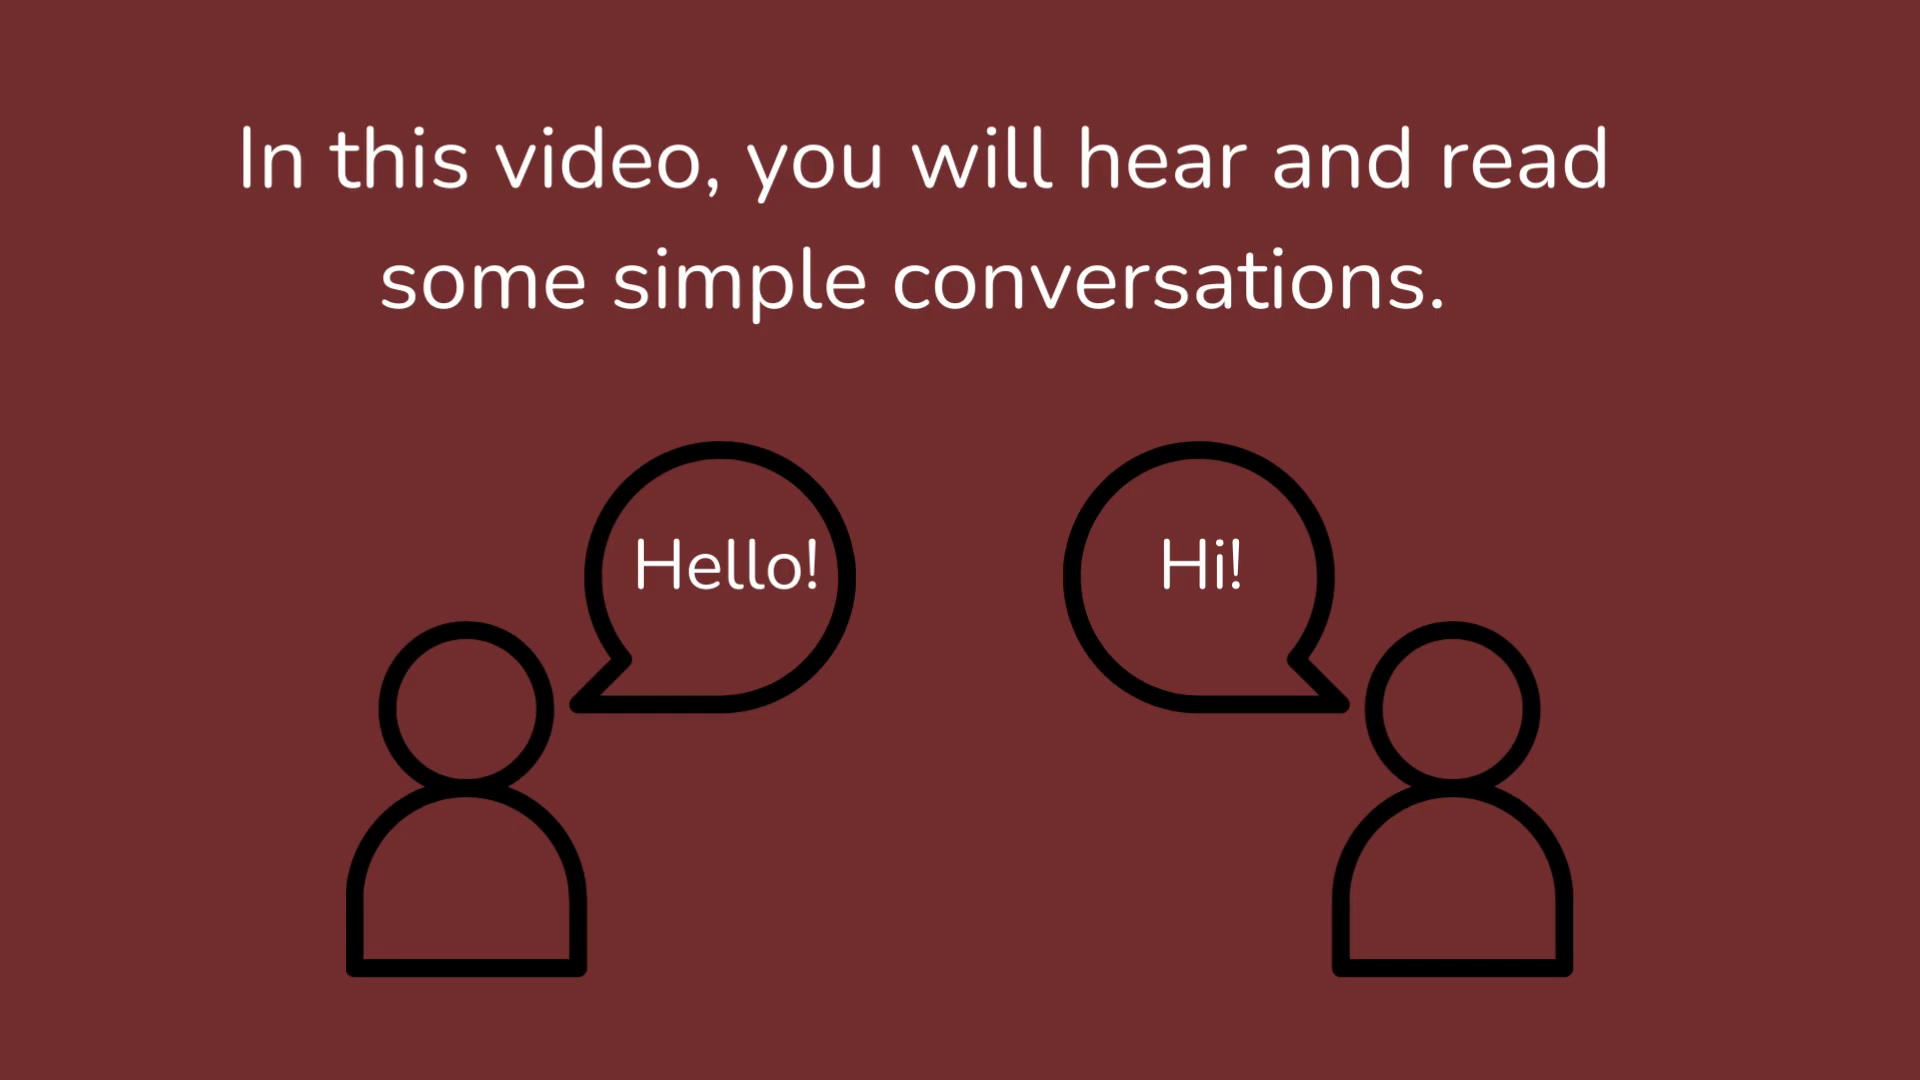 In this video, you will hear and read
some simple conversations.
Hello!
Hi!